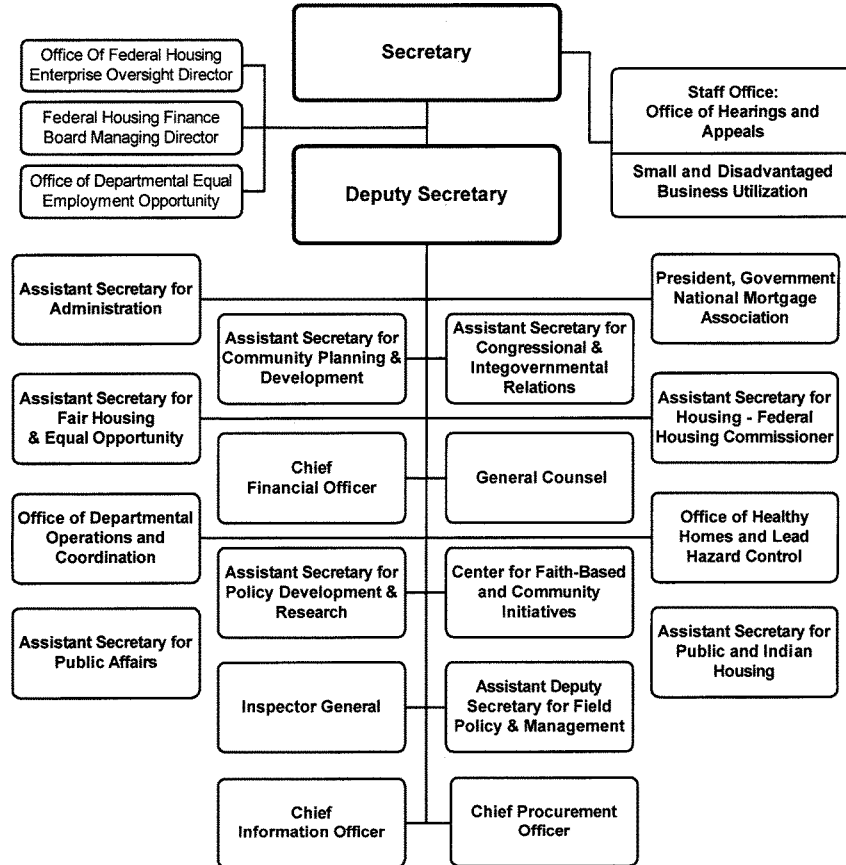 Secretary
Office Of Federal Housing
Enterprise Oversight Director
Federal Housing Finance
Board Managing Director
Office of Departmental Equal
Employment Opportunity
Staff Office:
Office of Hearings and
Appeals
Small and Disadvantaged
Business Utilization
Deputy Secretary
Assistant Secretary for
Administration
President, Government
National Mortgage
Association
Assistant Secretary for
Community Planning &
Development
Assistant Secretary for
Congressional &
Integovernmental
Relations
Assistant Secretary for
Fair Housing
& Equal Opportunity
Assistant Secretary for
Housing - Federal
Housing Commissioner
Chief
Financial Officer
General Counsel
Office of Departmental
Operations and
Coordination
Office of Healthy
Homes and Lead
Hazard Control
Assistant Secretary for
Policy Development &
Research
Center for Faith-Based
and Community
Initiatives
Assistant Secretary for
Public Affairs
Assistant Secretary for
Public and Indian
Housing
Inspector General
Assistant Deputy
Secretary for Field
Policy & Management
Chief
Information Officer
Chief Procurement
Officer